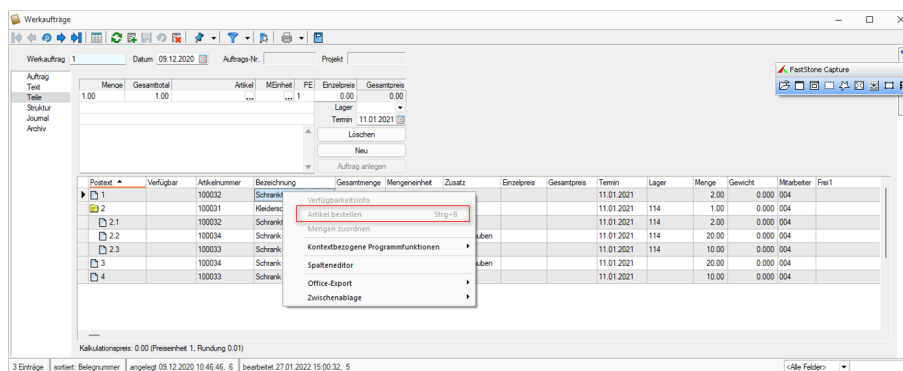 Werkaufträge
Werkauftrag 1 Datum 09.12.2020 Auftrags-Nr. Projekt
FastStone Capture
Auftrag
Text
Teile
Struktur
Journal
Archiv
Menge Gesamttotal Artikel MEinheit PE Einzelpreis Gesamtpreis
1.00 1.00 ... ... 1 0.00 0.00
Lager
Termin 11.01.2021
Löschen
Neu
Auftrag anlegen
Postext Verfügbar Artikelnummer Bezeichnung Gesamtmenge Mengeneinheit Zusatz Einzelpreis Gesamtpreis Termin Lager Menge Gewicht Mitarbeiter Frei1
1 100032 11.01.2021 2.00 0.000 004
2 100031 11.01.2021 114 1.00 0.000 004
2.1 100032 11.01.2021 114 2.00 0.000 004
2.2 100034 Schrank uben 11.01.2021 114 20.00 0.000 004
2.3 100033 Schrank 11.01.2021 114 10.00 0.000 004
3 100034 Schrank uben 11.01.2021 20.00 0.000 004
4 100033 Schrank 11.01.2021 10.00 0.000 004
Verfügbarkeitsinfo
Artikel bestellen Strg+B
Mengen zuordnen
Kontextbezogene Programmfunktionen
Spalteneditor
Office-Export
Zwischenablage
Kalkulationspreis: 0.00 (Preiseinheit 1, Rundung 0.01)
3 Einträge sortiert: Belegnummer angelegt 09.12.2020 10:46:46, 6 bearbeitet 27.01.2022 15:00:32, 5 <Alle Felder>